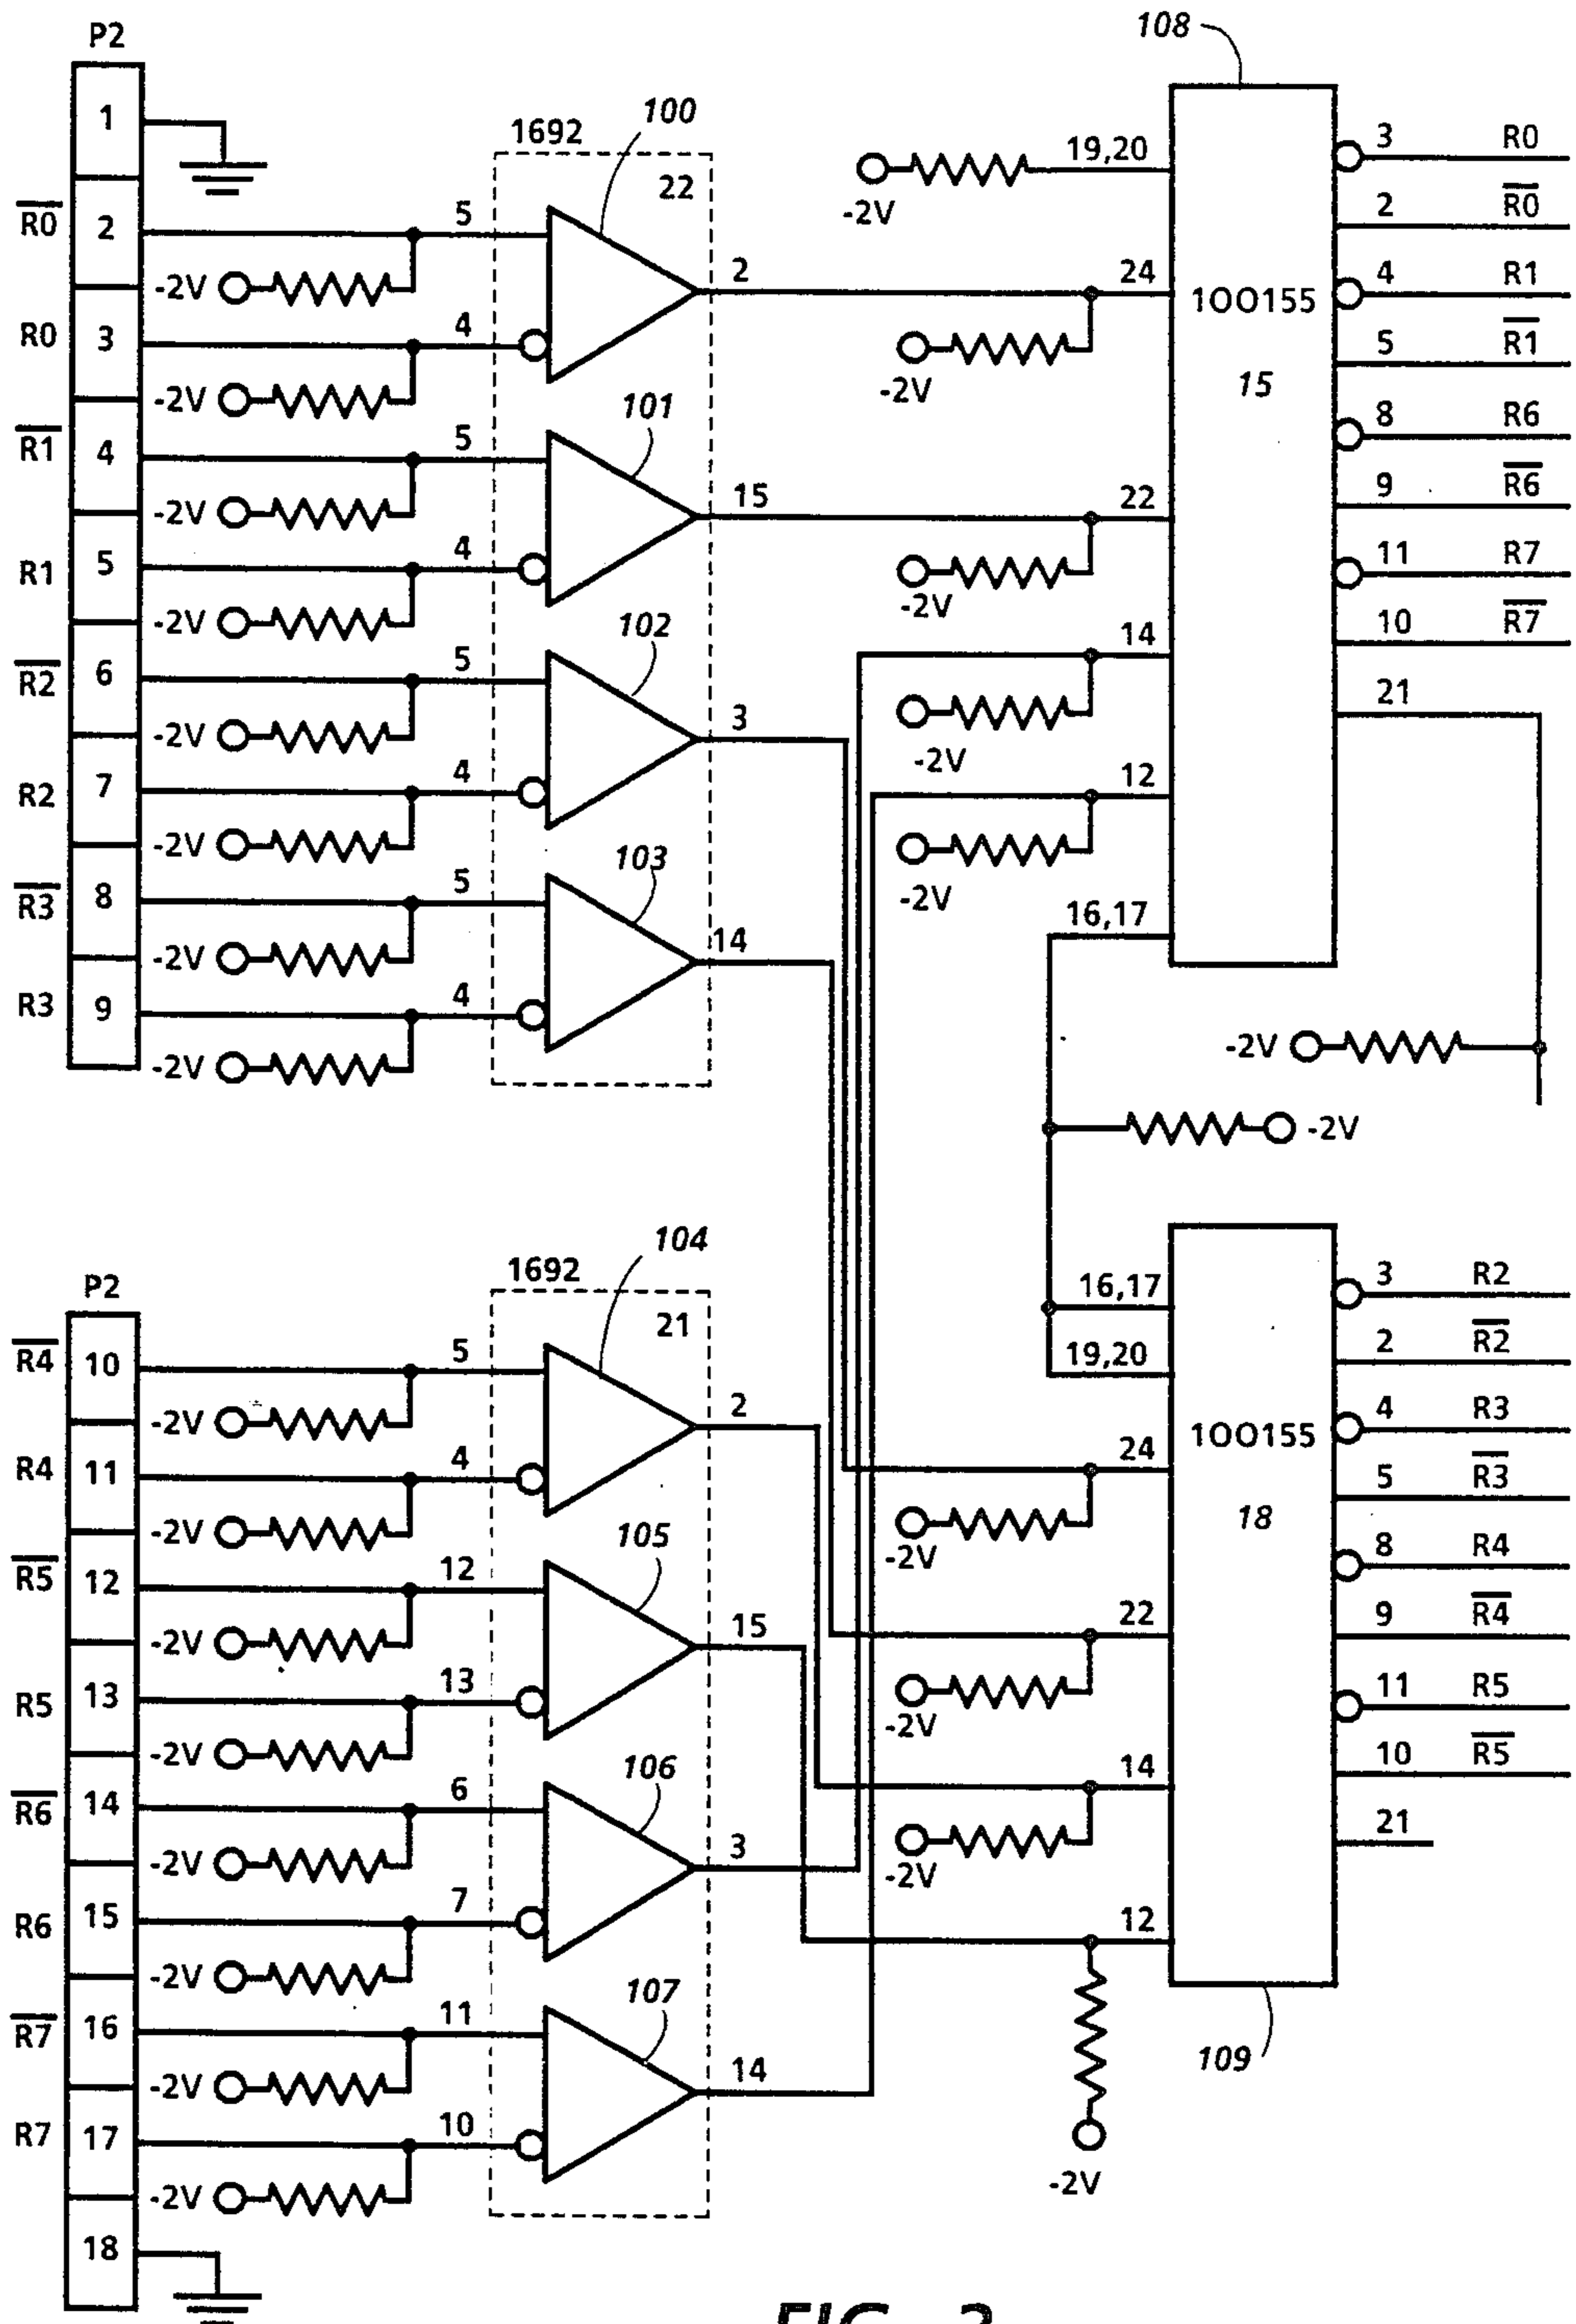 P2
1
R0
2
R0
3
R1
4
R1
5
R2
6
R2
7
R3
8
R3
9
-2V
-2V
-2V
-2V
-2V
-2V
-2V
-2V
1692
22
100
5
4
2
101
5
4
15
102
5
4
3
103
5
4
14
108
100155
15
19,20
-2V
24
-2V
22
-2V
14
-2V
12
-2V
16,17
3 R0
2 R0
4 R1
5 R1
8 R6
9 R6
11 R7
10 R7
21
-2V
-2V
P2
R4
10
R4
11
R5
12
R5
13
R6
14
R6
15
R7
16
R7
17
18
-2V
-2V
-2V
-2V
-2V
-2V
-2V
-2V
1692
21
104
5
4
2
105
12
13
15
106
6
7
3
107
11
10
14
16,17
19,20
24
-2V
22
-2V
14
-2V
12
-2V
100155
18
109
3 R2
2 R2
4 R3
5 R3
8 R4
9 R4
11 R5
10 R5
21